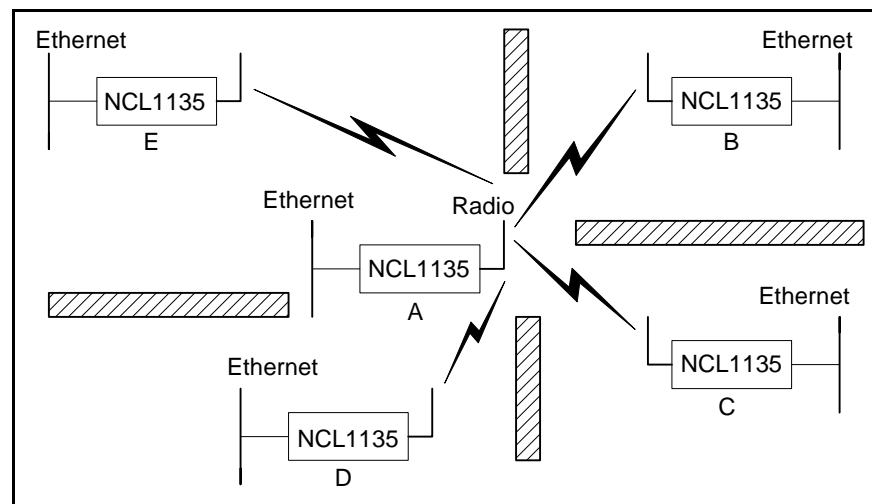 Ethernet
Ethernet
NCL1135
NCL1135
E
B
Ethernet
Radio
NCL1135
A
Ethernet
Ethernet
NCL1135
C
NCL1135
D